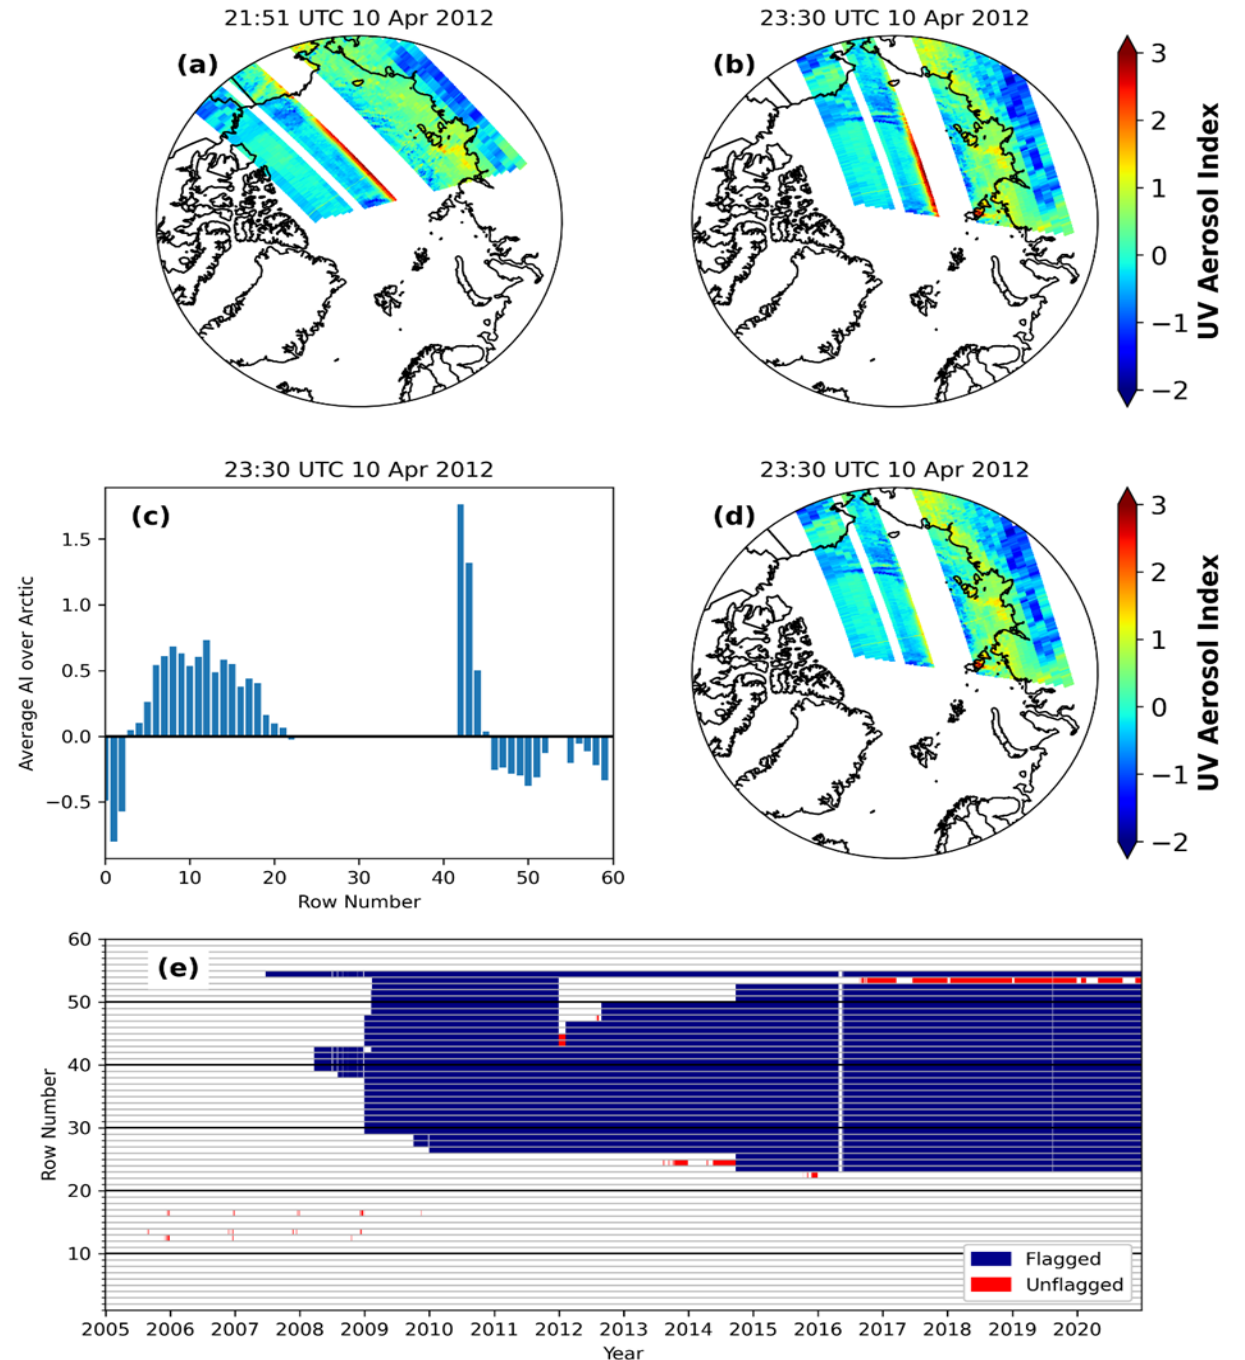 21:51 UTC 10 Apr 2012
23:30 UTC 10 Apr 2012
(a)
(b)
3
2
1
0
−1
−2
UV Aerosol Index
23:30 UTC 10 Apr 2012
23:30 UTC 10 Apr 2012
(c)
(d)
1.5
1.0
0.5
0.0
−0.5
Average AI over Arctic
0
10
20
30
40
50
60
Row Number
3
2
1
0
−1
−2
UV Aerosol Index
(e)
60
50
40
30
20
10
Row Number
Flagged
Unflagged
2005 2006 2007 2008 2009 2010 2011 2012 2013 2014 2015 2016 2017 2018 2019 2020
Year